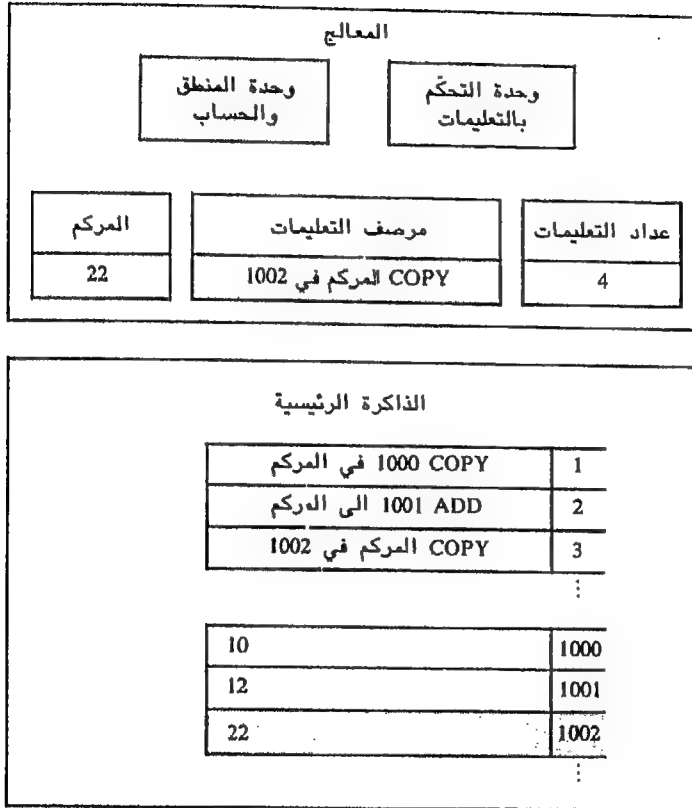 المعالج
وحدة التحكّم
بالتعليمات
وحدة المنطق
والحساب
عداد التعليمات
4
مرصف التعليمات
COPY المركم في 1002
المركم
22
الذاكرة الرئيسية
1 COPY 1000 في المركم
2 ADD 1001 الى المركم
3 COPY المركم في 1002
1000 10
1001 12
1002 22